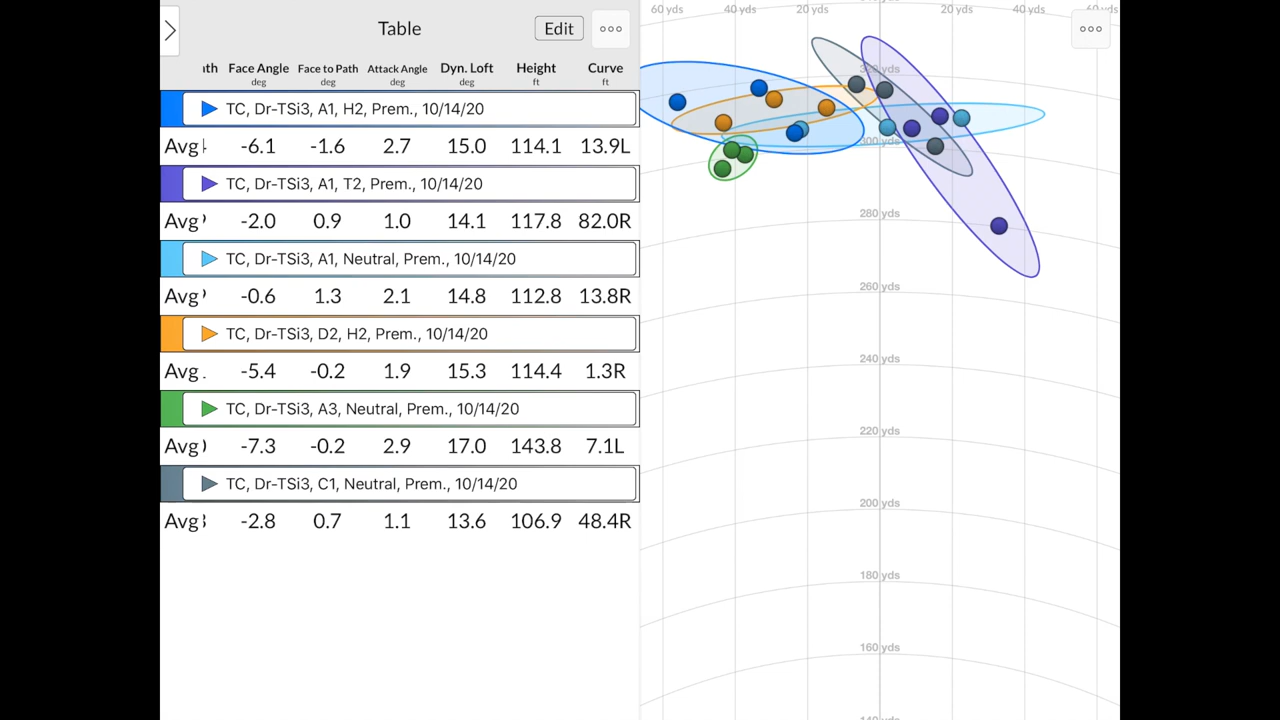 Table
Edit
Face Angle Face to Path Attack Angle Dyn. Loft Height Curve
deg deg deg deg ft ft
TC, Dr-TSi3, A1, H2, Prem., 10/14/20
Avg -6.1 -1.6 2.7 15.0 114.1 13.9L
TC, Dr-TSi3, A1, T2, Prem., 10/14/20
Avg -2.0 0.9 1.0 14.1 117.8 82.0R
TC, Dr-TSi3, A1, Neutral, Prem., 10/14/20
Avg -0.6 1.3 2.1 14.8 112.8 13.8R
TC, Dr-TSi3, D2, H2, Prem., 10/14/20
Avg -5.4 -0.2 1.9 15.3 114.4 1.3R
TC, Dr-TSi3, A3, Neutral, Prem., 10/14/20
Avg -7.3 -0.2 2.9 17.0 143.8 7.1L
TC, Dr-TSi3, C1, Neutral, Prem., 10/14/20
Avg -2.8 0.7 1.1 13.6 106.9 48.4R
60 yds 40 yds 20 yds 20 yds 40 yds 60 yds
320 yds
300 yds
280 yds
260 yds
240 yds
220 yds
200 yds
180 yds
160 yds